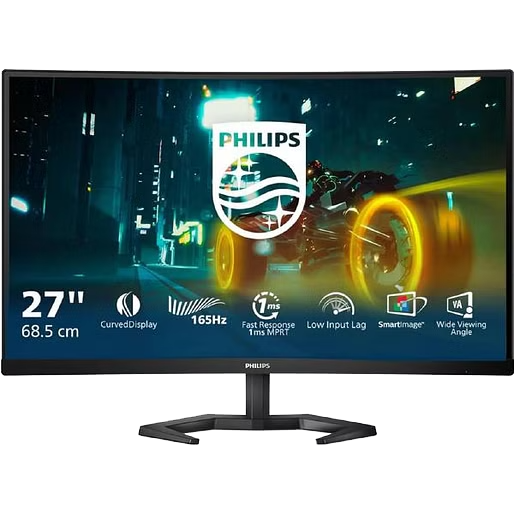 PHILIPS
27"
68.5 cm
CurvedDisplay
165Hz
1ms
Fast Response
1ms MPRT
Low Input Lag
SmartImage™
VA
Wide Viewing
Angle
PHILIPS